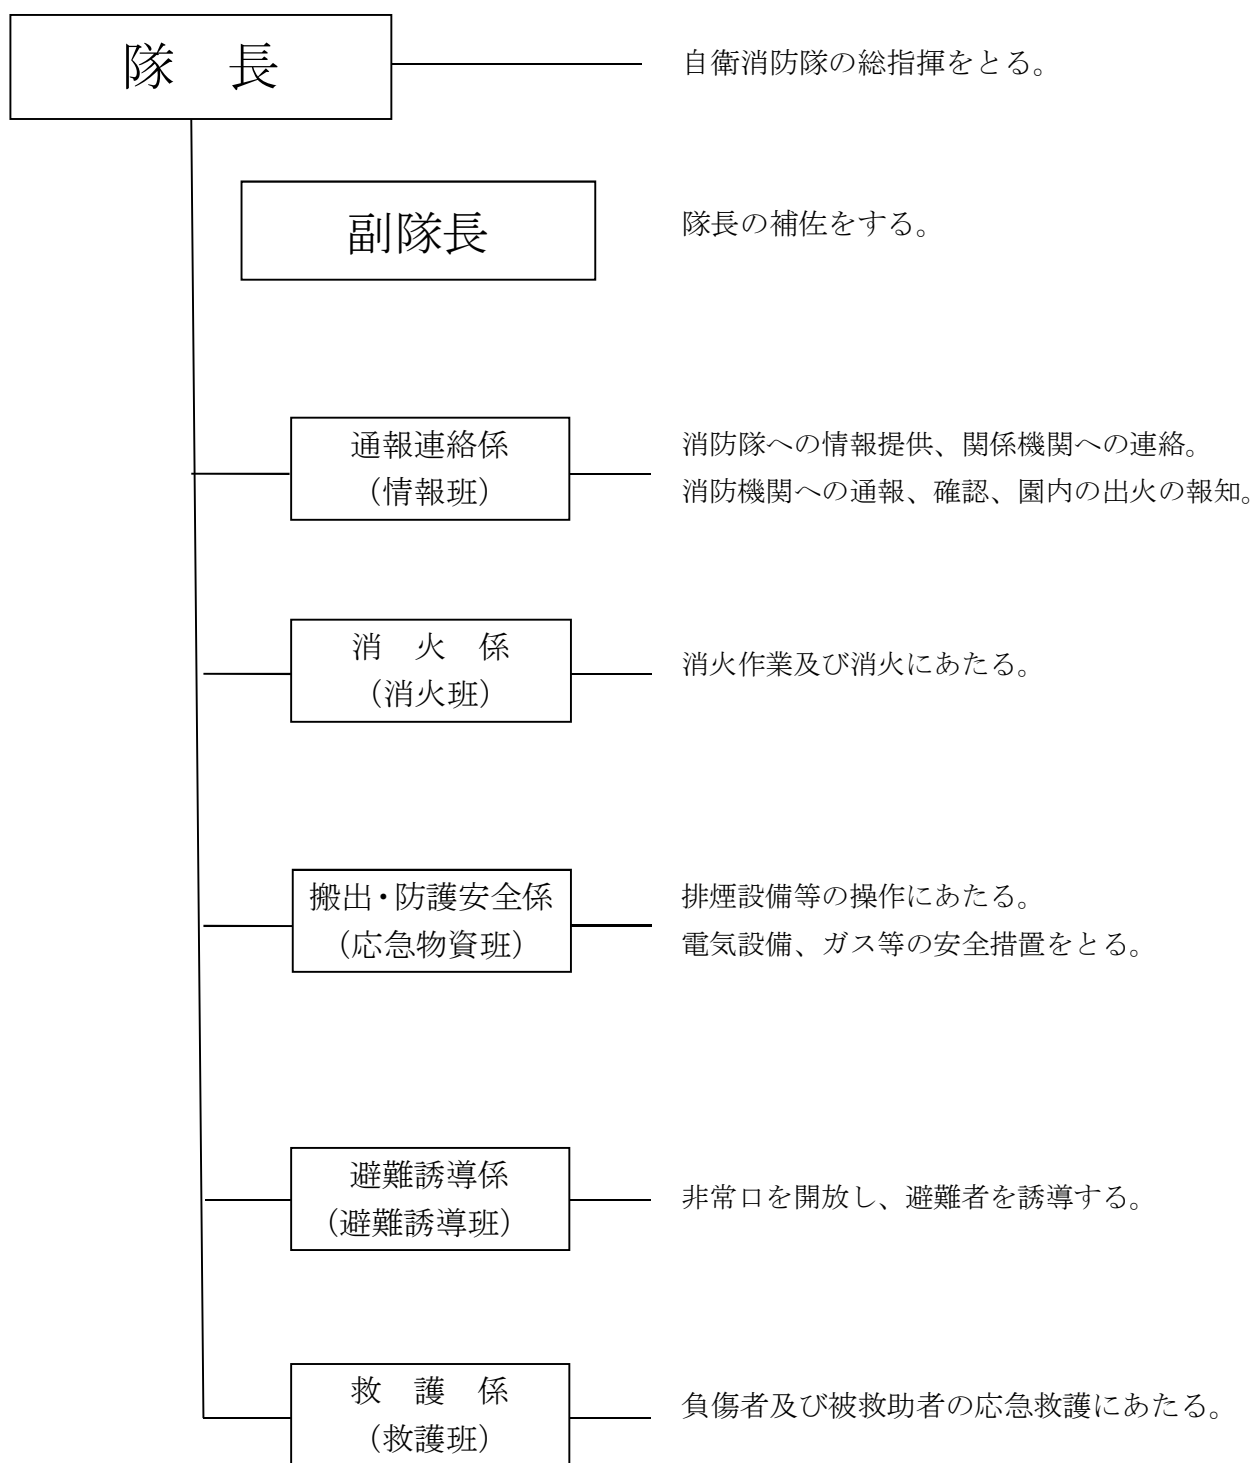 隊　長
自衛消防隊の総指揮をとる。
副隊長
隊長の補佐をする。
通報連絡係
（情報班）
消防隊への情報提供、関係機関への連絡。
消防機関への通報、確認、園内の出火の報知。
消　火　係
（消火班）
消火作業及び消火にあたる。
搬出・防護安全係
（応急物資班）
排煙設備等の操作にあたる。
電気設備、ガス等の安全措置をとる。
避難誘導係
（避難誘導班）
非常口を開放し、避難者を誘導する。
救　護　係
（救護班）
負傷者及び被救助者の応急救護にあたる。